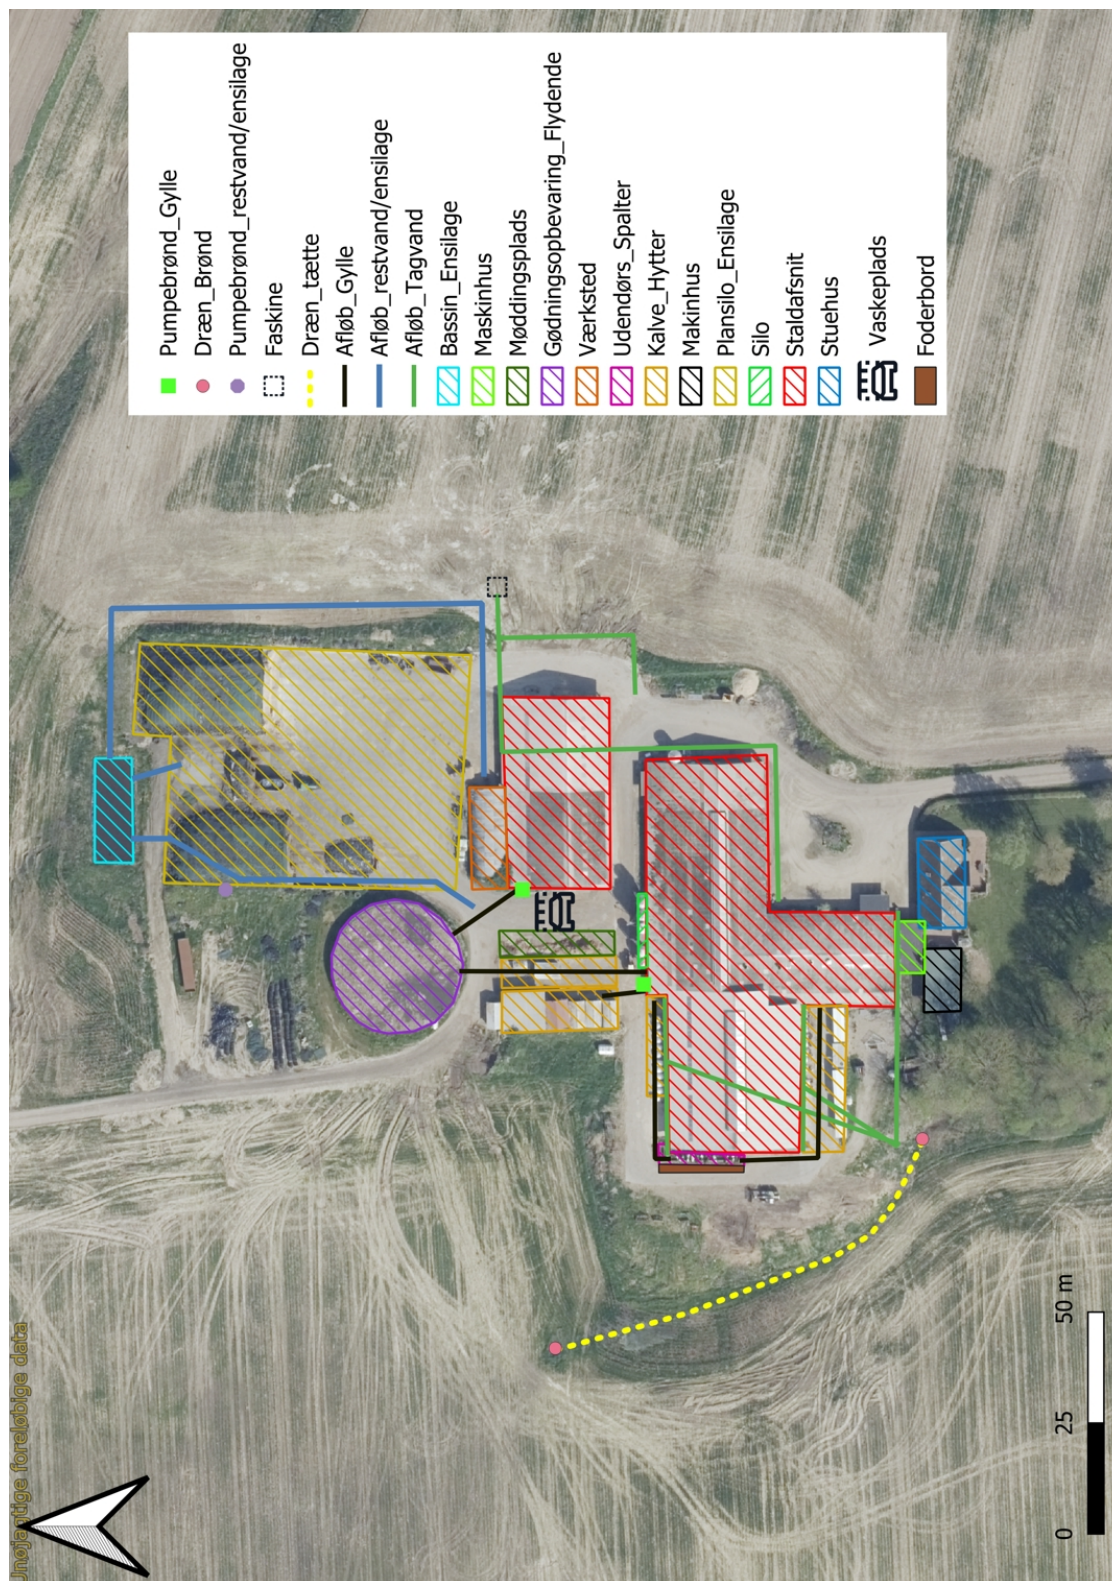 Pumpebrønd_Gylle
Dræn_Brønd
Pumpebrønd_restvand/ensilage
Faskine
Dræn_tætte
Afløb_Gylle
Afløb_restvand/ensilage
Afløb_Tagvand
Bassin_Ensilage
Maskinhus
Møddingsplads
Gødningsopbevaring_Flydende
Værksted
Udendørs_Spalter
Kalve_Hytter
Makinhus
Plansilo_Ensilage
Silo
Staldafsnit
Stuehus
Vaskeplads
Foderbord
Unøjagtige foreløbige data
0 25 50 m